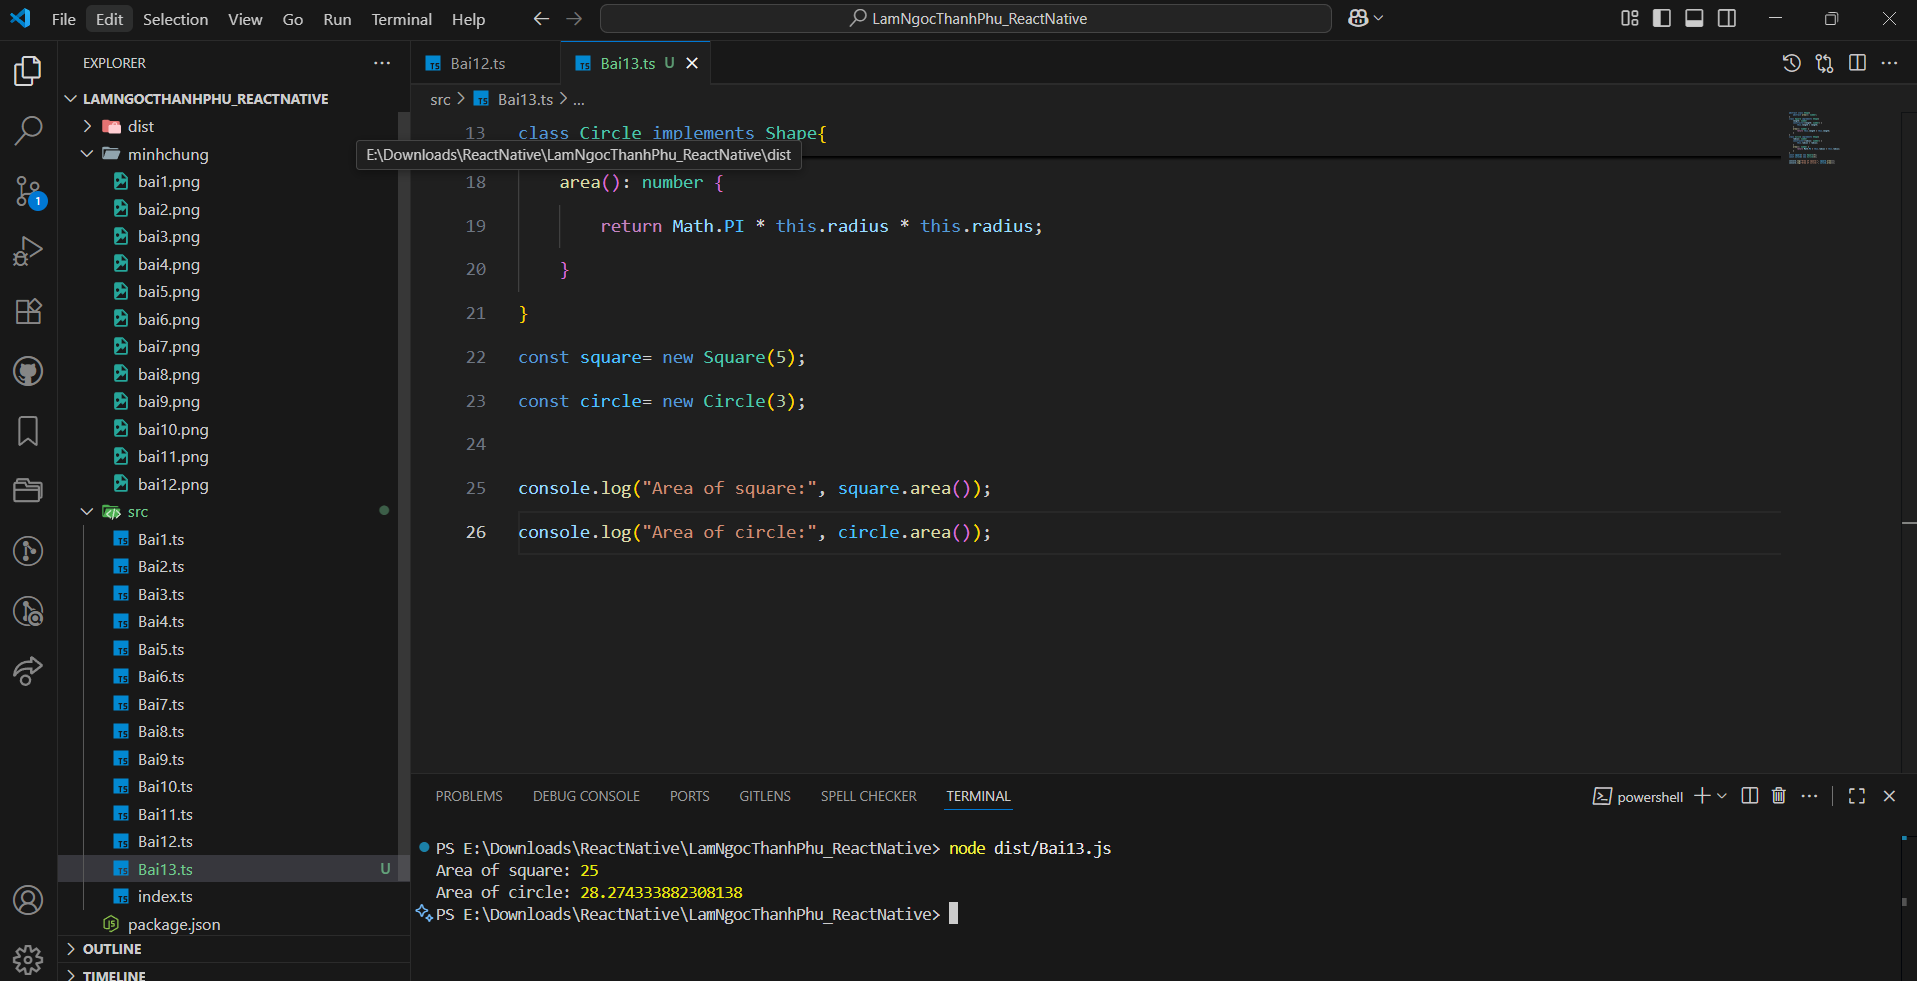 File Edit Selection View Go Run Terminal Help
LamNgocThanhPhu_ReactNative
EXPLORER
LAMNGOCTHANHPHU_REACTNATIVE
dist
minhchung
bai1.png
bai2.png
bai3.png
bai4.png
bai5.png
bai6.png
bai7.png
bai8.png
bai9.png
bai10.png
bai11.png
bai12.png
src
Bai1.ts
Bai2.ts
Bai3.ts
Bai4.ts
Bai5.ts
Bai6.ts
Bai7.ts
Bai8.ts
Bai9.ts
Bai10.ts
Bai11.ts
Bai12.ts
Bai13.ts U
index.ts
package.json
OUTLINE
TIMELINE
1
Bai12.ts
Bai13.ts U
src > Bai13.ts > ...
13 class Circle implements Shape{
E:\Downloads\ReactNative\LamNgocThanhPhu_ReactNative\dist
18 area(): number {
19 return Math.PI * this.radius * this.radius;
20 }
21 }
22 const square= new Square(5);
23 const circle= new Circle(3);
24
25 console.log("Area of square:", square.area());
26 console.log("Area of circle:", circle.area());
PROBLEMS DEBUG CONSOLE PORTS GITLENS SPELL CHECKER TERMINAL
powershell
PS E:\Downloads\ReactNative\LamNgocThanhPhu_ReactNative> node dist/Bai13.js
Area of square: 25
Area of circle: 28.274333882308138
PS E:\Downloads\ReactNative\LamNgocThanhPhu_ReactNative>